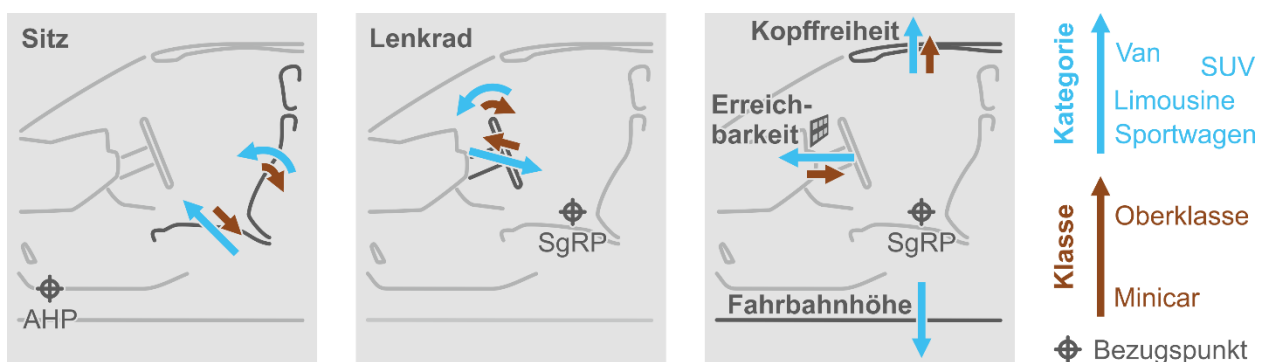 Sitz
AHP
Lenkrad
SgRP
Kopffreiheit
Erreich-
barkeit
SgRP
Fahrbahnhöhe
Kategorie
Van
SUV
Limousine
Sportwagen
Klasse
Oberklasse
Minicar
Bezugspunkt